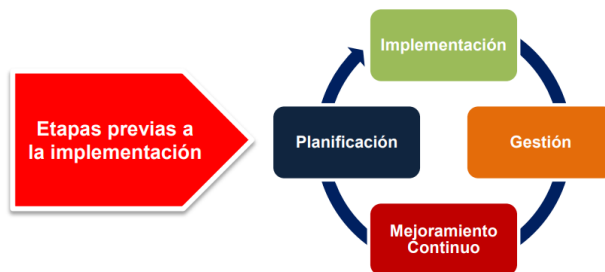 Etapas previas a
la implementación
Implementación
Gestión
Mejoramiento
Continuo
Planificación